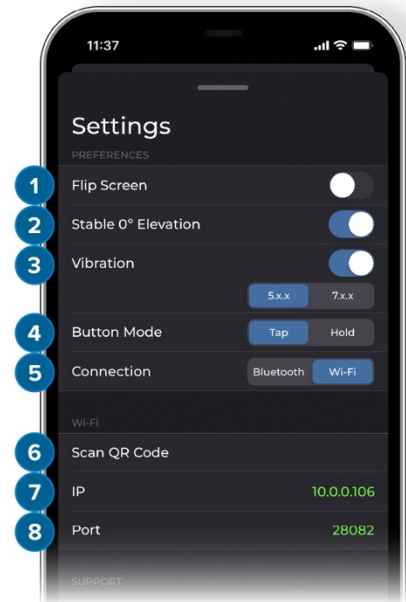 11:37
Settings
PREFERENCES
1 Flip Screen
2 Stable 0° Elevation
3 Vibration
5.x.x 7.x.x
4 Button Mode Tap Hold
5 Connection Bluetooth Wi-Fi
Wi-Fi
6 Scan QR Code
7 IP 10.0.0.106
8 Port 28082
SUPPORT